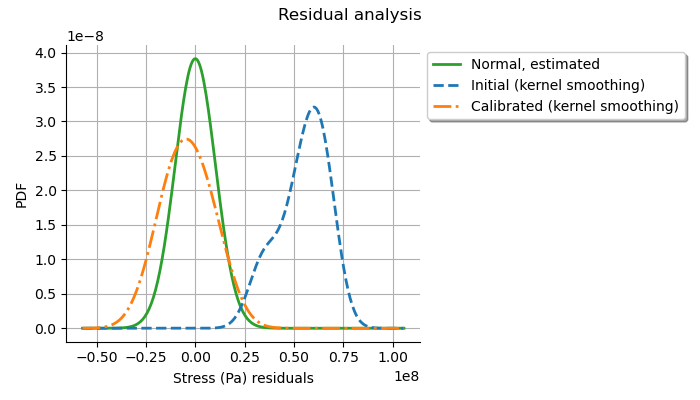 Residual analysis
1e−8
4.0
3.5
3.0
2.5
2.0
1.5
1.0
0.5
0.0
PDF
−0.50 −0.25 0.00 0.25 0.50 0.75 1.00
1e8
Stress (Pa) residuals
Normal, estimated
Initial (kernel smoothing)
Calibrated (kernel smoothing)